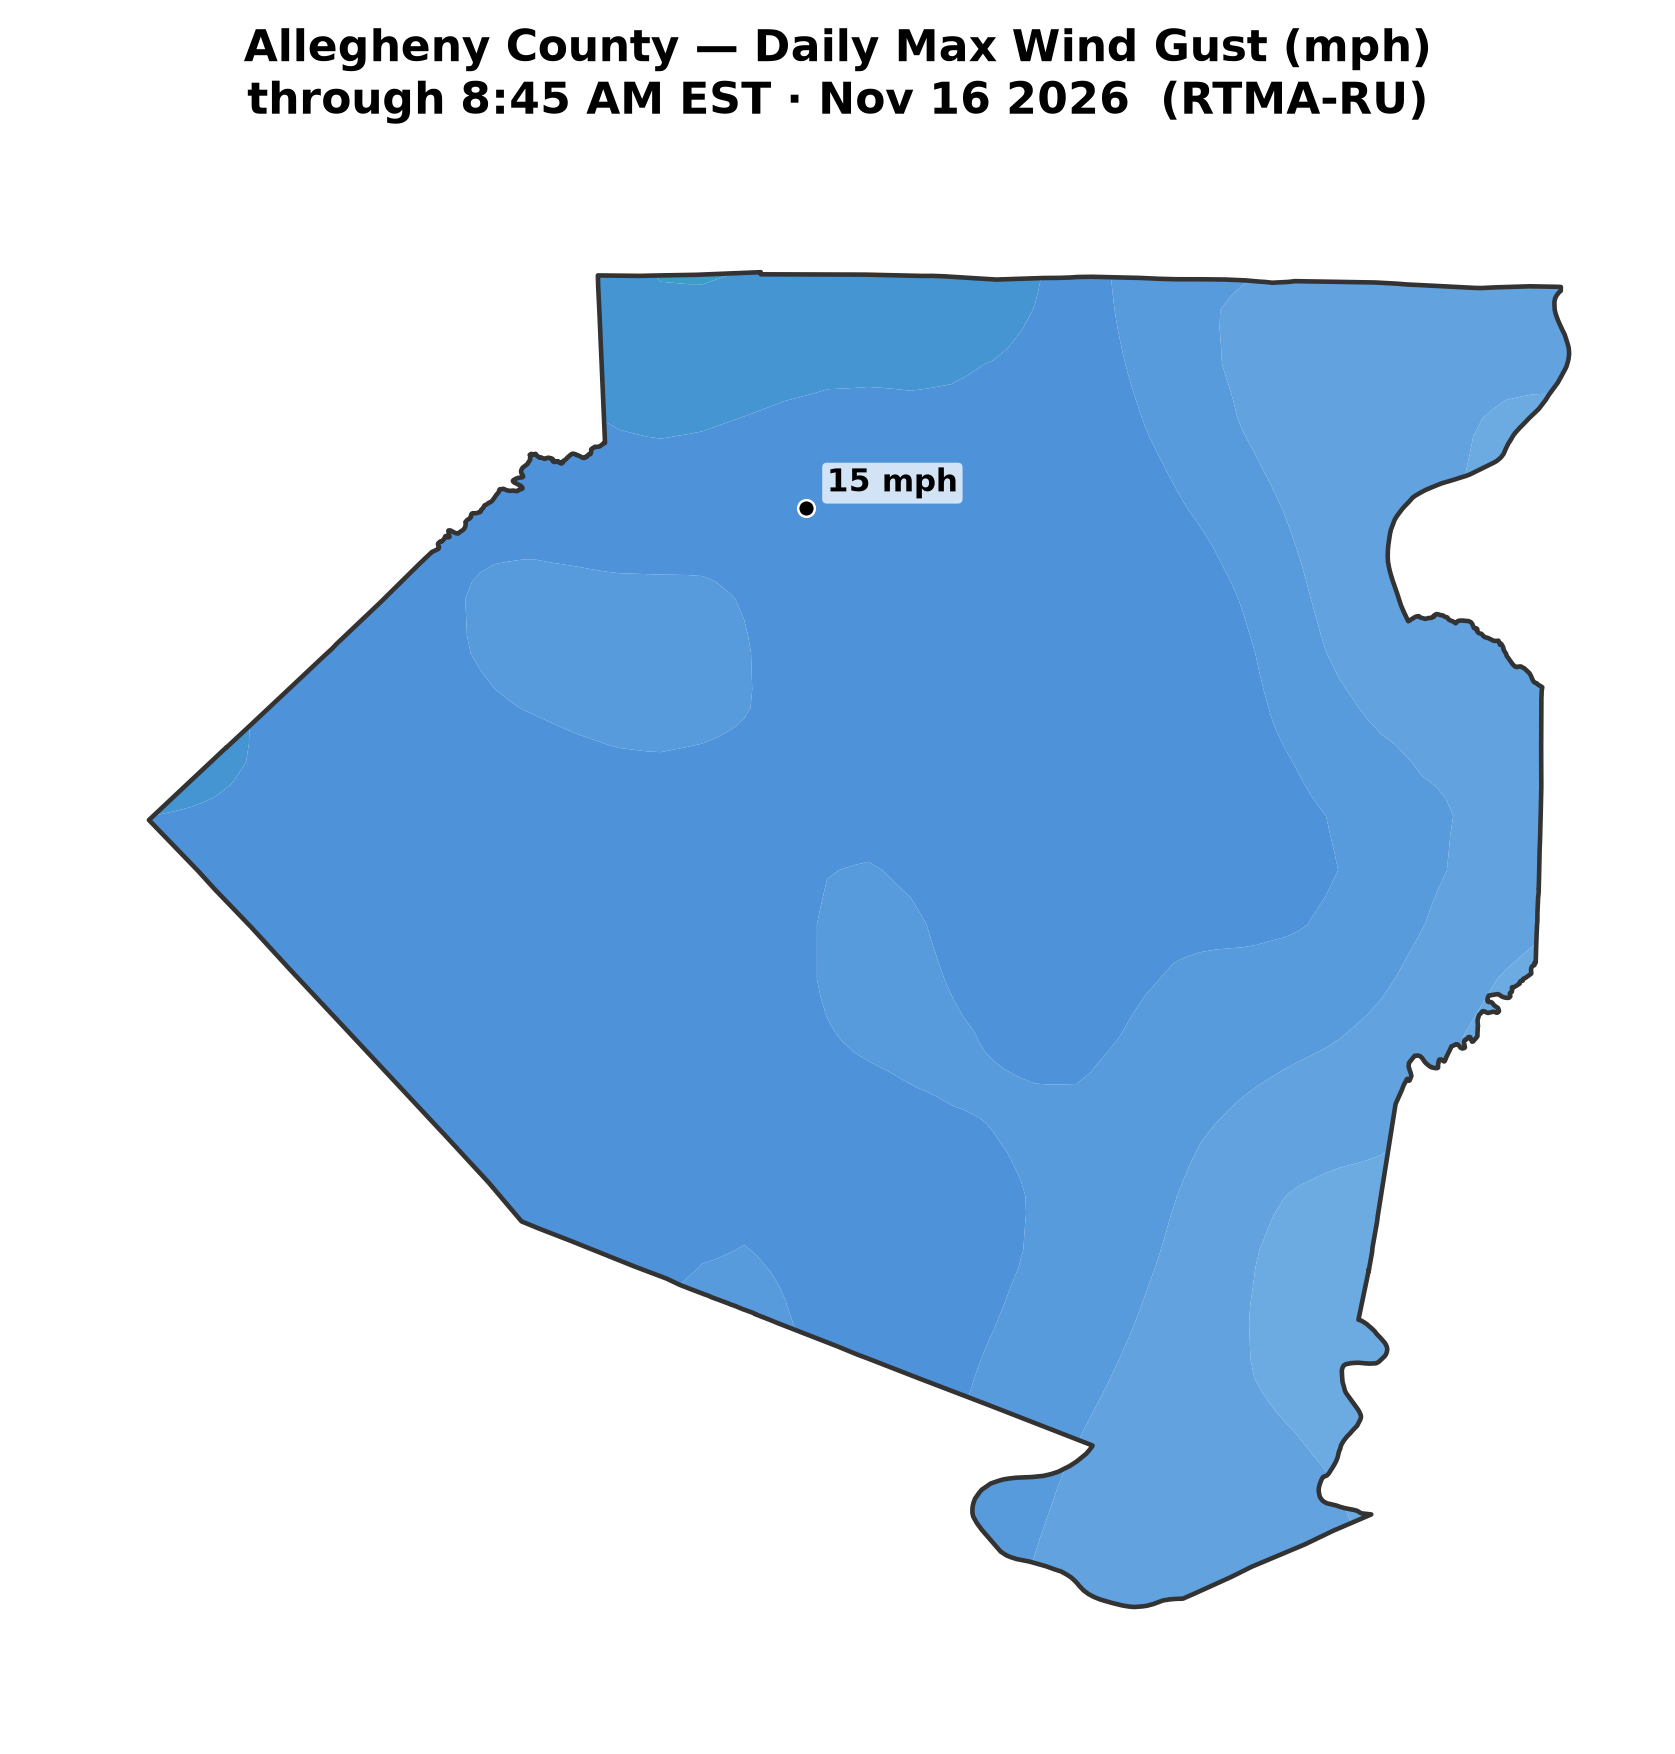 Allegheny County — Daily Max Wind Gust (mph)
through 8:45 AM EST · Nov 16 2026 (RTMA-RU)
15 mph